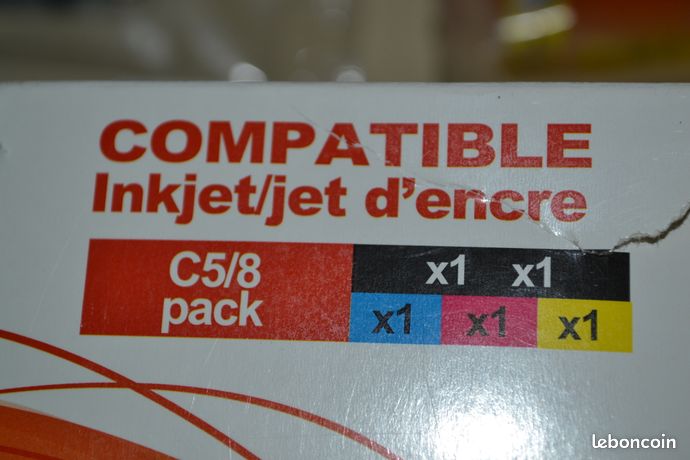 COMPATIBLE
Inkjet/jet d'encre
C5/8
pack
x1 x1
x1 x1 x1
leboncoin